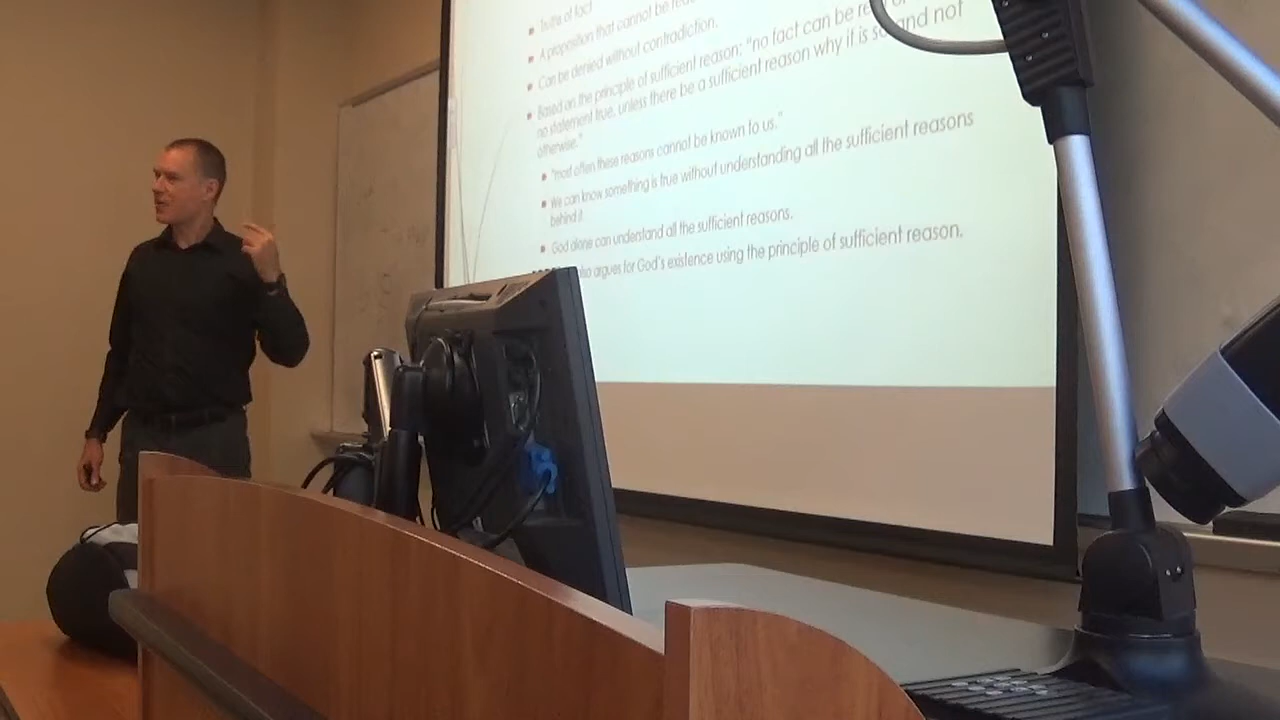 Truths of fact
A proposition that cannot be
Can be denied without contradiction.
Based on the principle of sufficient reason: "no fact can be
no statement true, unless there be a sufficient reason why it is so and not
otherwise."
"most often these reasons cannot be known to us."
We can know something is true without understanding all the sufficient reasons
behind it.
God alone can understand all the sufficient reasons.
also argues for God's existence using the principle of sufficient reason.